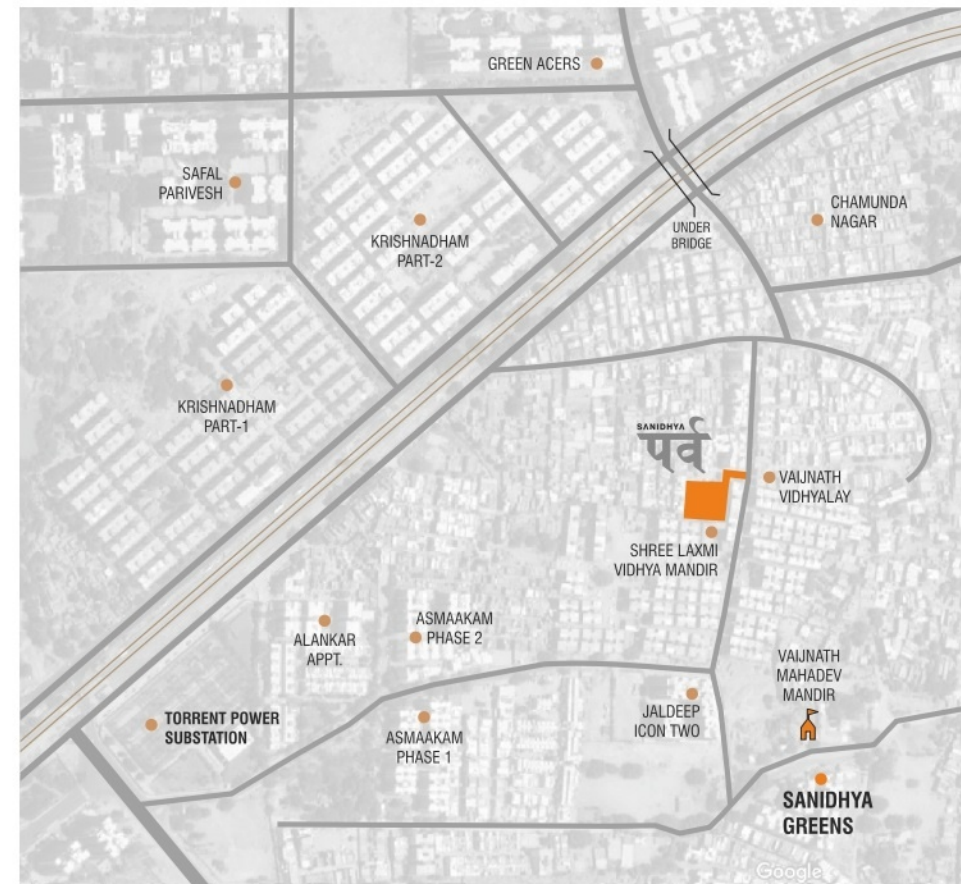 GREEN ACERS
SAFAL
PARIVESH
KRISHNADHAM
PART-2
UNDER
BRIDGE
CHAMUNDA
NAGAR
KRISHNADHAM
PART-1
SANIDHYA
पर्व
VAIJNATH
VIDHYALAY
SHREE LAXMI
VIDHYA MANDIR
ALANKAR
APPT.
ASMAAKAM
PHASE 2
VAIJNATH
MAHADEV
MANDIR
TORRENT POWER
SUBSTATION
ASMAAKAM
PHASE 1
JALDEEP
ICON TWO
SANIDHYA
GREENS
Google